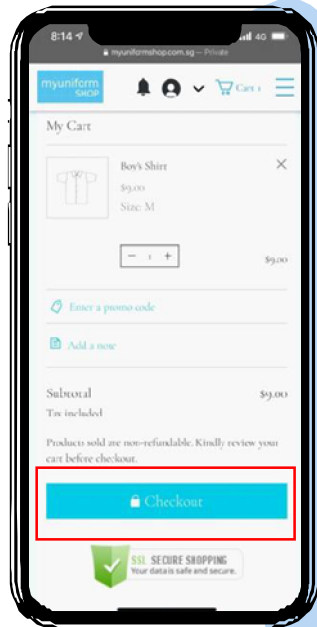 8:14 4G
myuniformshop.com.sg – Private
myuniform
SHOP
Cart 1
My Cart
Boy's Shirt
$9.00
Size: M
− 1 +
$9.00
Enter a promo code
Add a note
Subtotal $9.00
Tax included
Products sold are non-refundable. Kindly review your
cart before checkout.
Checkout
SSL SECURE SHOPPING
Your data is safe and secure.